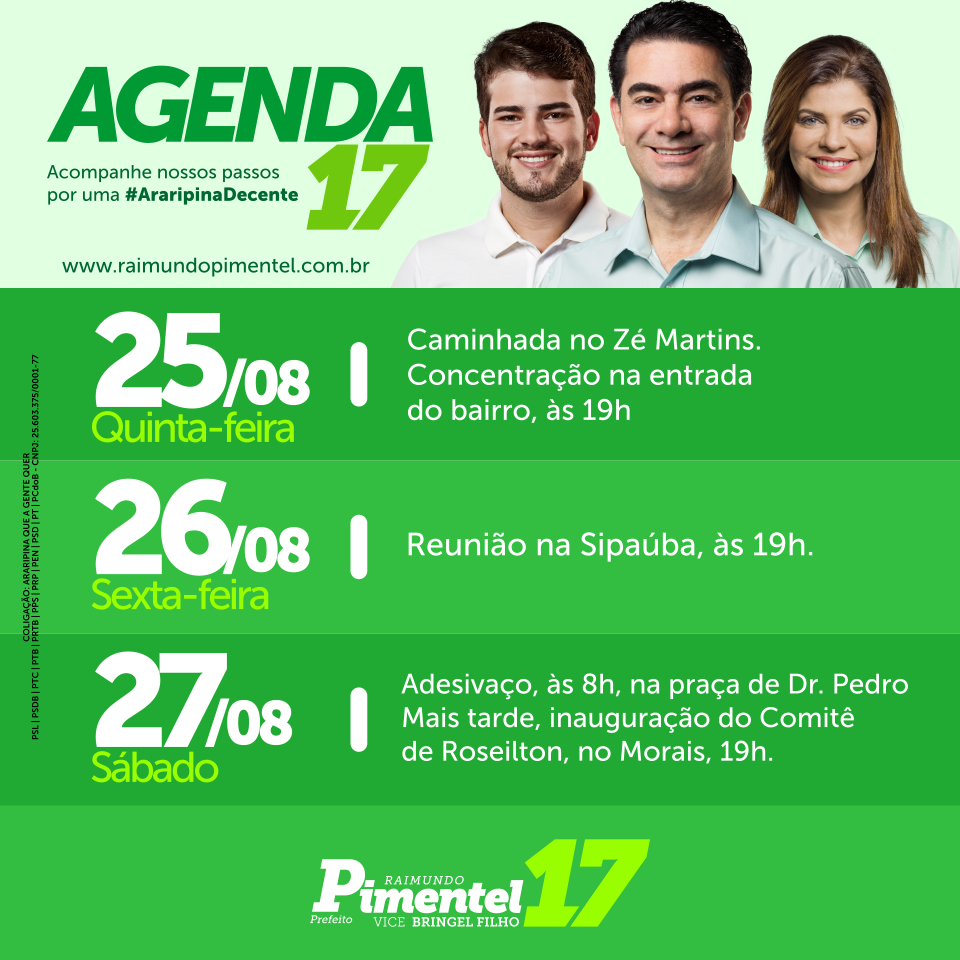 AGENDA
17
Acompanhe nossos passos
por uma #AraripinaDecente
www.raimundopimentel.com.br
25/08
Quinta-feira
Caminhada no Zé Martins.
Concentração na entrada
do bairro, às 19h
26/08
Sexta-feira
Reunião na Sipaúba, às 19h.
27/08
Sábado
Adesivaço, às 8h, na praça de Dr. Pedro
Mais tarde, inauguração do Comitê
de Roseilton, no Morais, 19h.
COLIGAÇÃO: ARARIPINA QUE A GENTE QUER
PSL | PSDB | PTC | PTB | PRTB | PPS | PRP | PEN | PSD | PT | PCdoB - CNPJ: 25.603.375/0001-77
RAIMUNDO
Pimentel 17
Prefeito
VICE BRINGEL FILHO